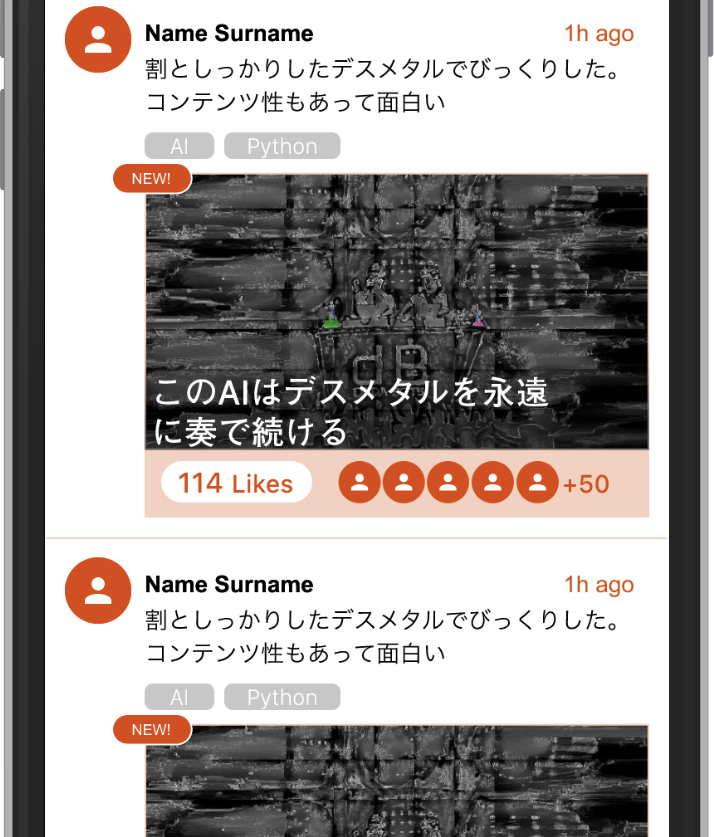 Name Surname
1h ago
割としっかりしたデスメタルでびっくりした。
コンテンツ性もあって面白い
AI
Python
NEW!
dB
このAIはデスメタルを永遠
に奏で続ける
114 Likes
+50
Name Surname
1h ago
割としっかりしたデスメタルでびっくりした。
コンテンツ性もあって面白い
AI
Python
NEW!